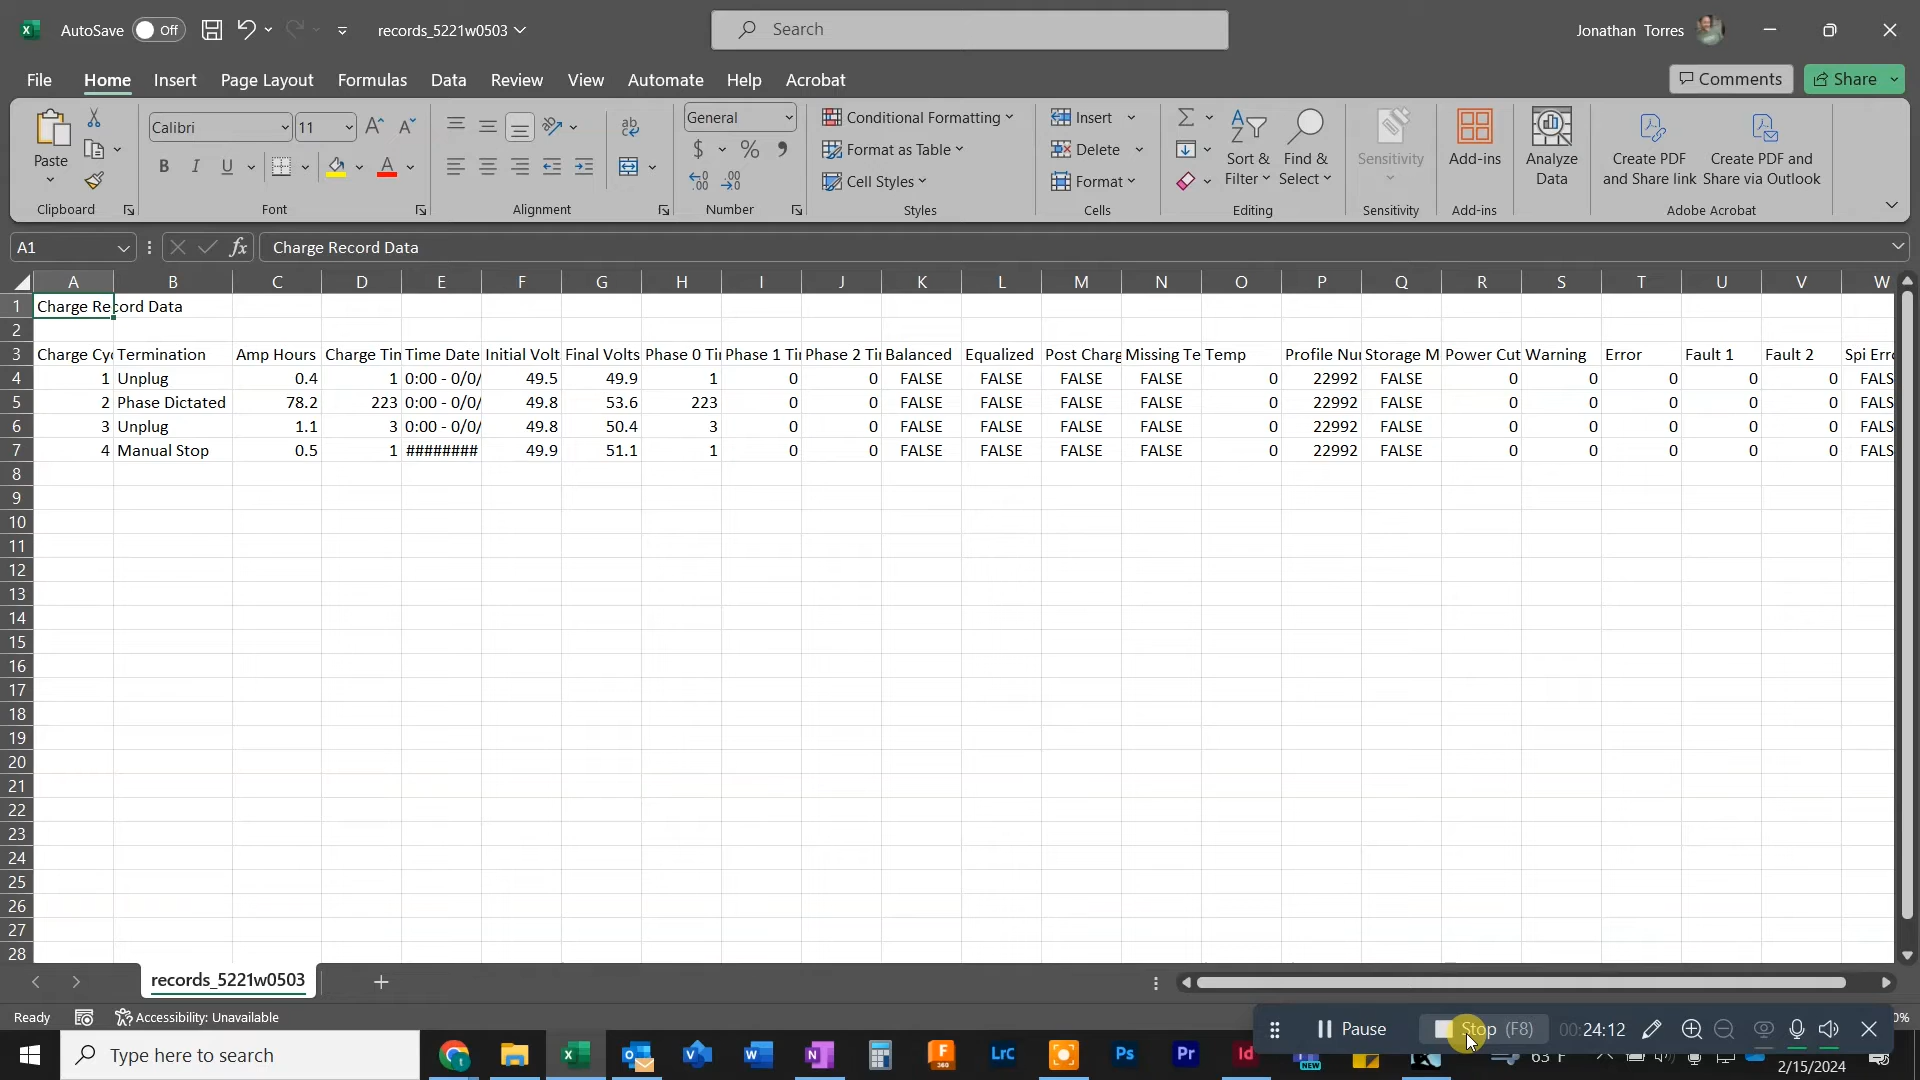 AutoSave Off records_5221w0503 Search Jonathan Torres
File Home Insert Page Layout Formulas Data Review View Automate Help Acrobat Comments Share
Paste Calibri 11 General Conditional Formatting Insert Sort & Filter Find & Select Sensitivity Add-ins Analyze Data Create PDF and Share link Create PDF and Share via Outlook
B I U $ % Format as Table Delete
Cell Styles Format
Clipboard Font Alignment Number Styles Cells Editing Sensitivity Add-ins Adobe Acrobat
A1 fx Charge Record Data
A B C D E F G H I J K L M N O P Q R S T U V W
1 Charge Record Data
2
3 Charge Cy Termination Amp Hours Charge Tin Time Date Initial Volt Final Volts Phase 0 Ti Phase 1 Ti Phase 2 Ti Balanced Equalized Post Charg Missing Te Temp Profile Nu Storage M Power Cut Warning Error Fault 1 Fault 2 Spi Err
4 1 Unplug 0.4 1 0:00 - 0/0/ 49.5 49.9 1 0 0 FALSE FALSE FALSE FALSE 0 22992 FALSE 0 0 0 0 0 FALS
5 2 Phase Dictated 78.2 223 0:00 - 0/0/ 49.8 53.6 223 0 0 FALSE FALSE FALSE FALSE 0 22992 FALSE 0 0 0 0 0 FALS
6 3 Unplug 1.1 3 0:00 - 0/0/ 49.8 50.4 3 0 0 FALSE FALSE FALSE FALSE 0 22992 FALSE 0 0 0 0 0 FALS
7 4 Manual Stop 0.5 1 ######## 49.9 51.1 1 0 0 FALSE FALSE FALSE FALSE 0 22992 FALSE 0 0 0 0 0 FALS
8
9
10
11
12
13
14
15
16
17
18
19
20
21
22
23
24
25
26
27
28
records_5221w0503
Ready Accessibility: Unavailable
Pause Stop (F8) 00:24:12
Type here to search Lrc Ps Pr Id 63°F
2/15/2024